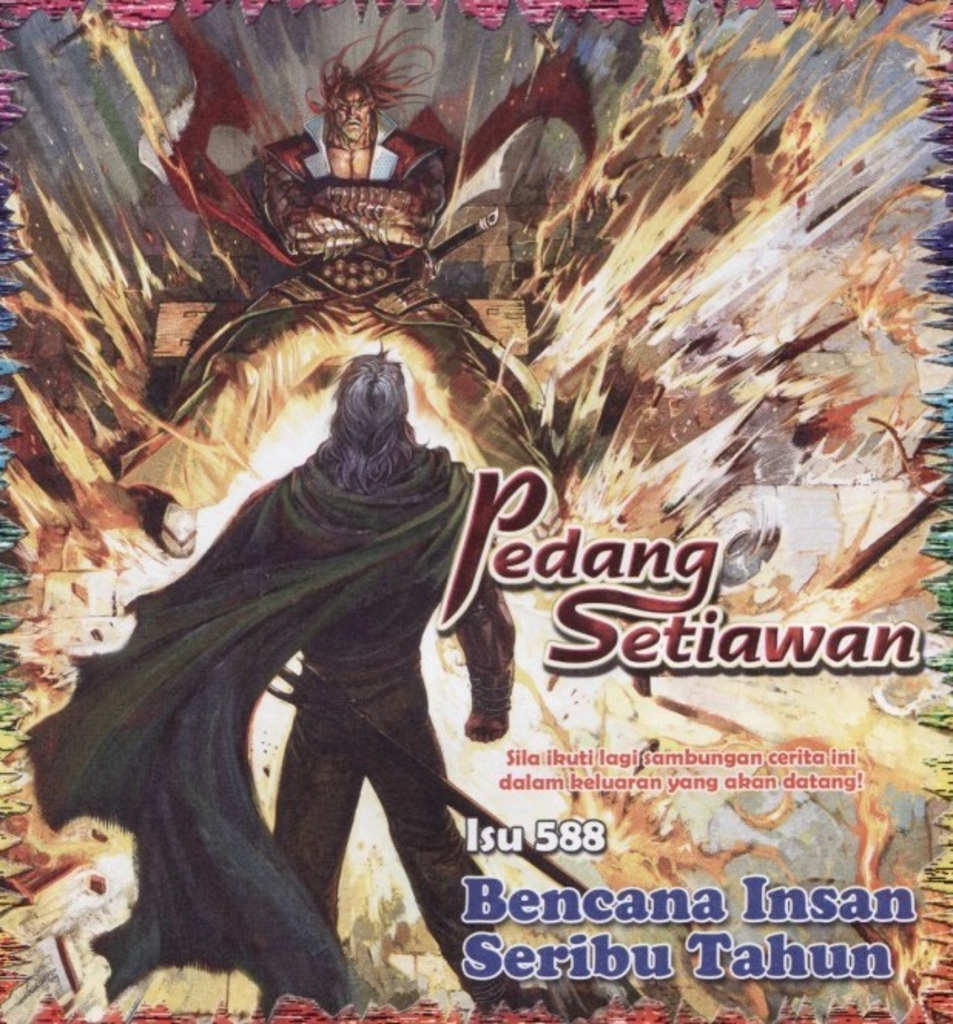 Pedang
Setiawan
Sila ikuti lagi sambungan cerita ini
dalam keluaran yang akan datang!
Isu 588
Bencana Insan
Seribu Tahun